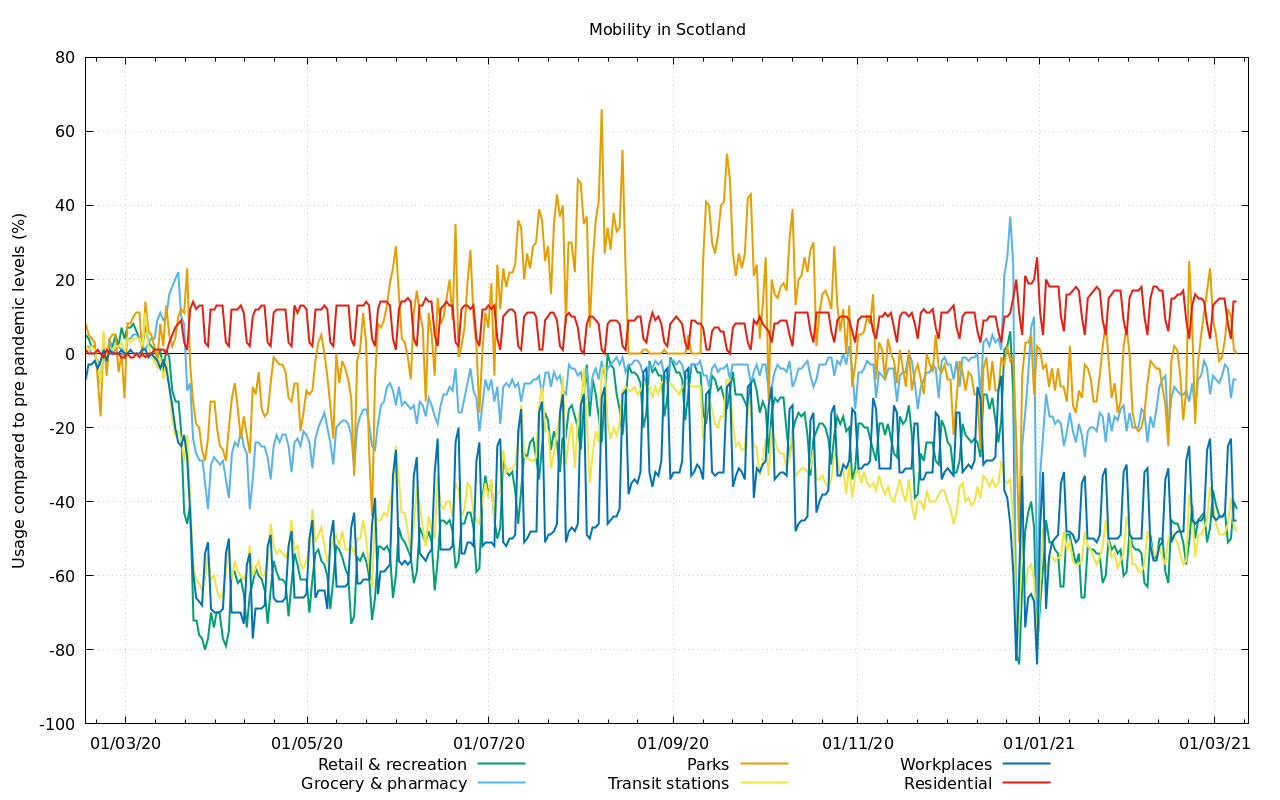 Mobility in Scotland
Usage compared to pre pandemic levels (%)
80
60
40
20
0
-20
-40
-60
-80
-100
01/03/20 01/05/20 01/07/20 01/09/20 01/11/20 01/01/21 01/03/21
Retail & recreation Parks Workplaces
Grocery & pharmacy Transit stations Residential